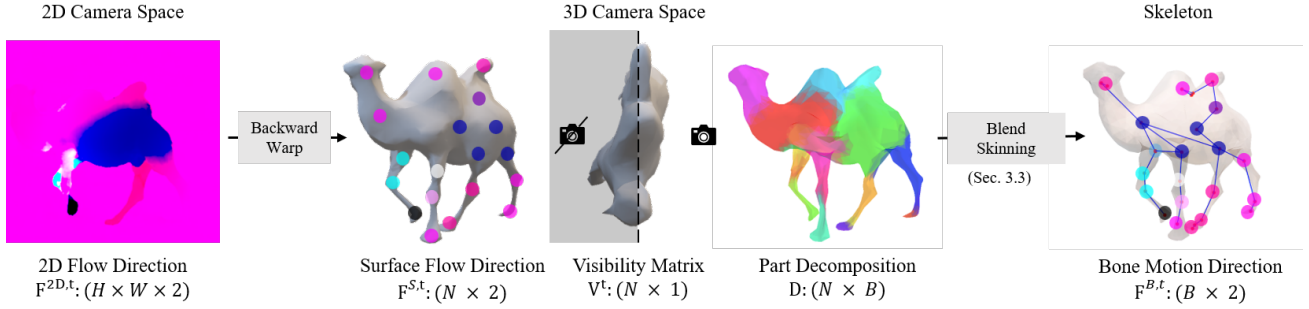 2D Camera Space
3D Camera Space
Skeleton
Backward
Warp
Blend
Skinning
(Sec. 3.3)
2D Flow Direction
F^{2D,t}: (H × W × 2)
Surface Flow Direction
F^{S,t}: (N × 2)
Visibility Matrix
V^t: (N × 1)
Part Decomposition
D: (N × B)
Bone Motion Direction
F^{B,t}: (B × 2)